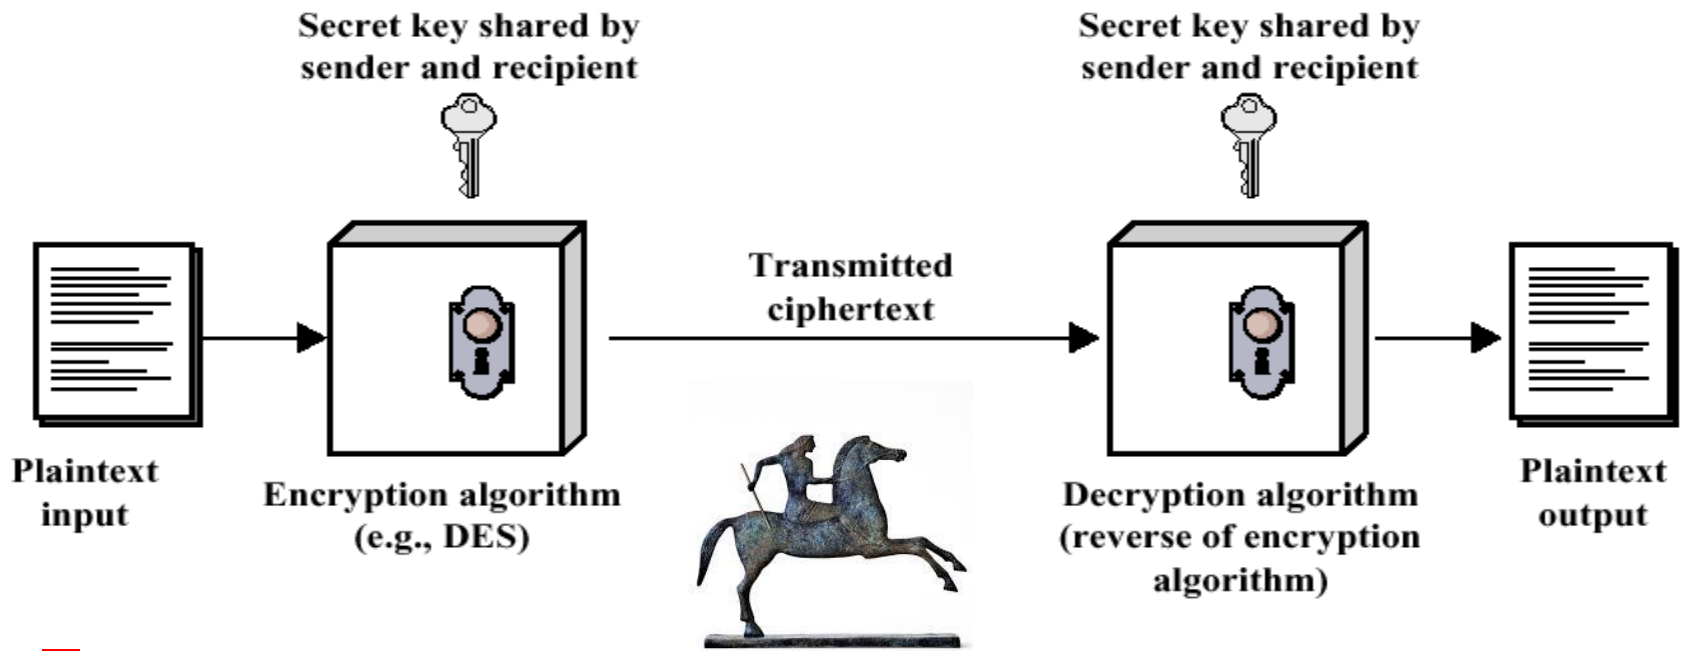 Secret key shared by
sender and recipient
Secret key shared by
sender and recipient
Transmitted
ciphertext
Plaintext
input
Encryption algorithm
(e.g., DES)
Decryption algorithm
(reverse of encryption
algorithm)
Plaintext
output